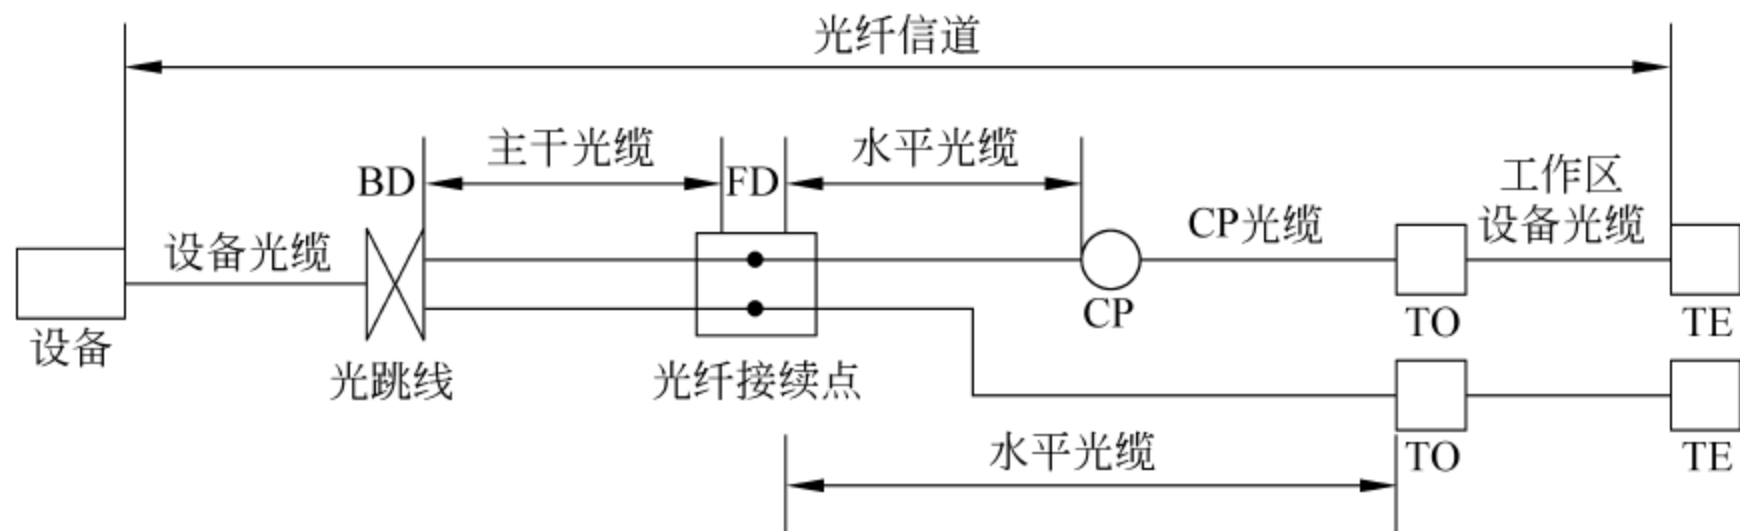 光纤信道
主干光缆
水平光缆
BD
FD
工作区
设备光缆
设备光缆
CP光缆
CP
TO
TE
设备
光跳线
光纤接续点
水平光缆
TO
TE